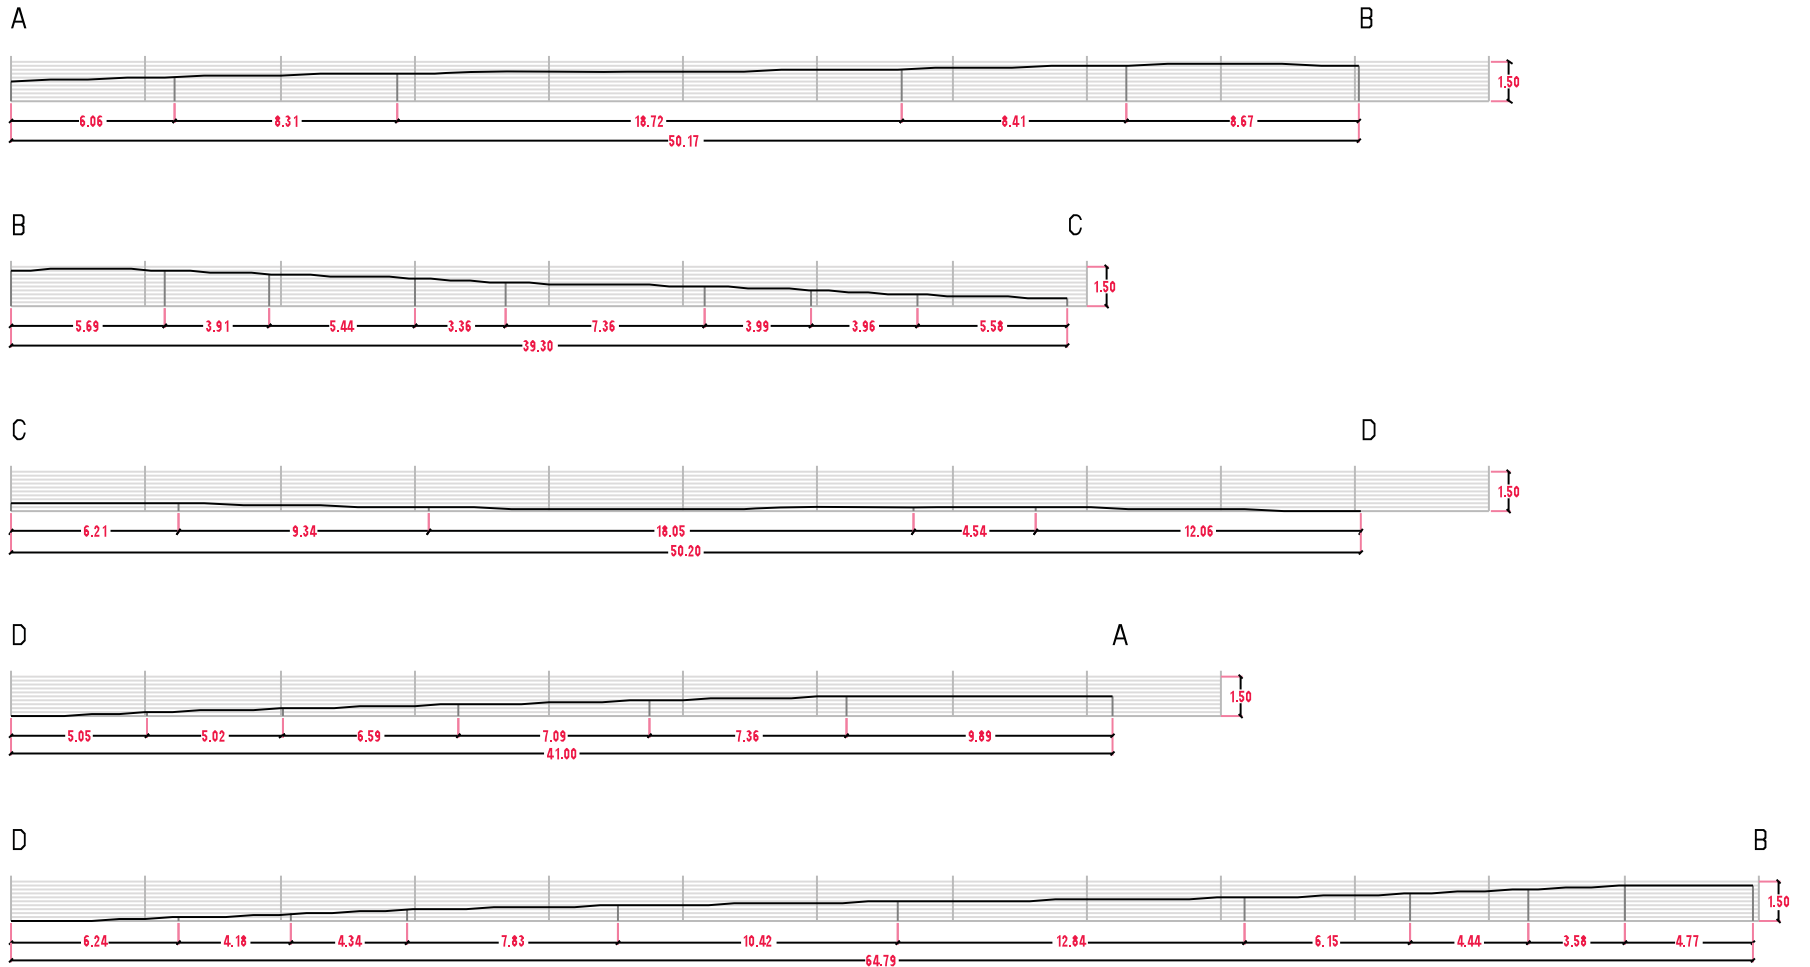 A B
1.50
6.06 8.31 18.72 8.41 8.67
50.17
B C
1.50
5.69 3.91 5.44 3.36 7.36 3.99 3.96 5.58
39.30
C D
1.50
6.21 9.34 18.05 4.54 12.06
50.20
D A
1.50
5.05 5.02 6.59 7.09 7.36 9.89
41.00
D B
1.50
6.24 4.18 4.34 7.83 10.42 12.84 6.15 4.44 3.58 4.77
64.79